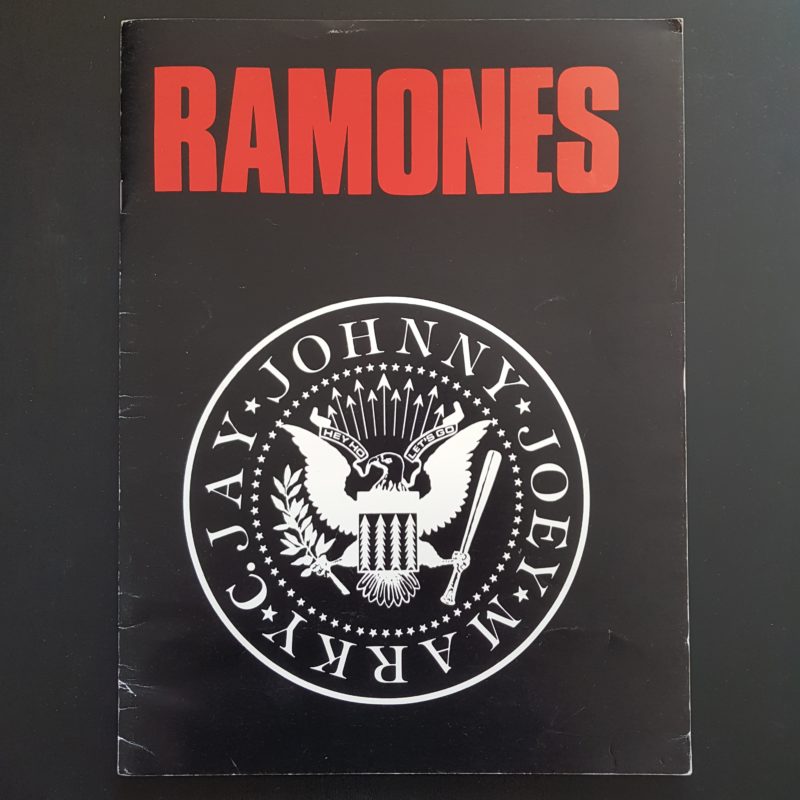 RAMONES
JOHNNY ★ JOEY ★ MARKY ★ C.JAY ★
HEY HO
LET'S GO